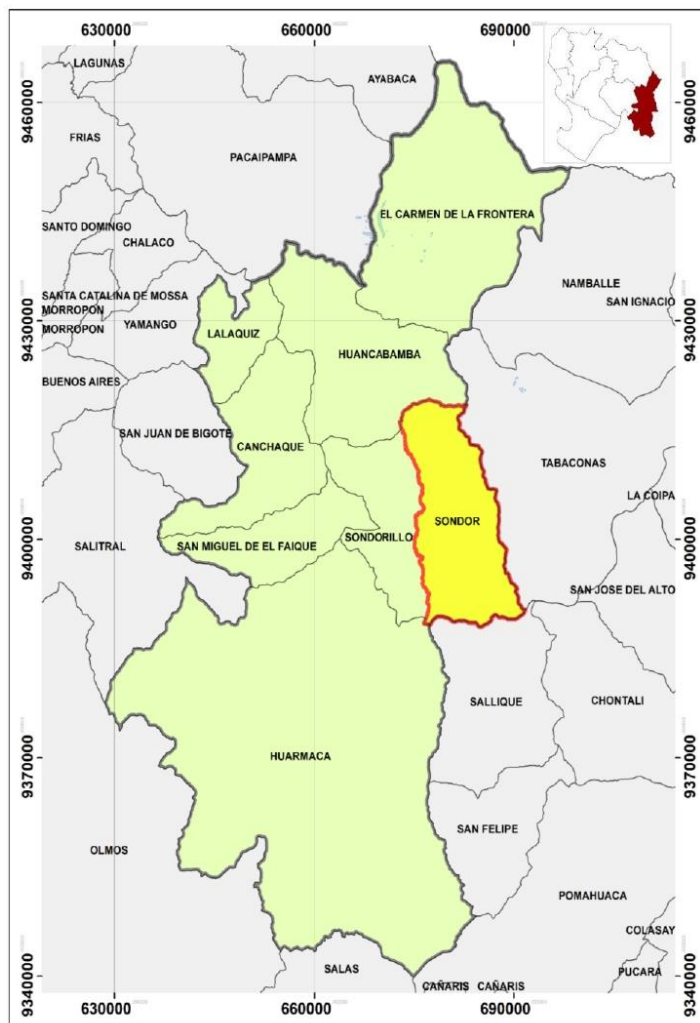 630000
660000
690000
LAGUNAS
AYABACA
9460000
9460000
FRIAS
PACAIPAMPA
EL CARMEN DE LA FRONTERA
SANTO DOMINGO
CHALACO
NAMBALLE
SANTA CATALINA DE MOSSA
SAN IGNACIO
MORROPON
9430000
9430000
YAMANGO
LALAQUIZ
MORROPON
HUANCABAMBA
BUENOS AIRES
SAN JUAN DE BIGOTE
CANCHAQUE
TABACONAS
LA COIPA
SONDOR
SONDORILLO
SALITRAL
SAN MIGUEL DE EL FAIQUE
9400000
9400000
SAN JOSE DEL ALTO
SALLIQUE
CHONTALI
HUARMACA
9370000
9370000
SAN FELIPE
OLMOS
POMAHUACA
COLASAY
SALAS
PUCARA
CAÑARIS
CAÑARIS
9340000
9340000
630000
660000
690000